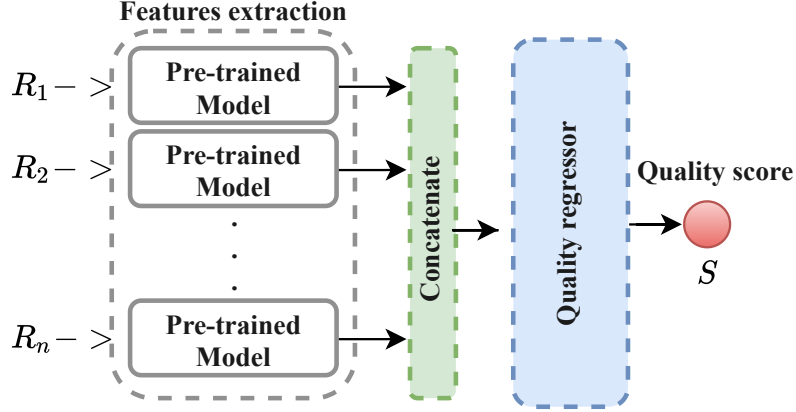 Features extraction
R₁− >
Pre-trained
Model
R₂− >
Pre-trained
Model
.
.
.
Rₙ− >
Pre-trained
Model
Concatenate
Quality regressor
Quality score
S